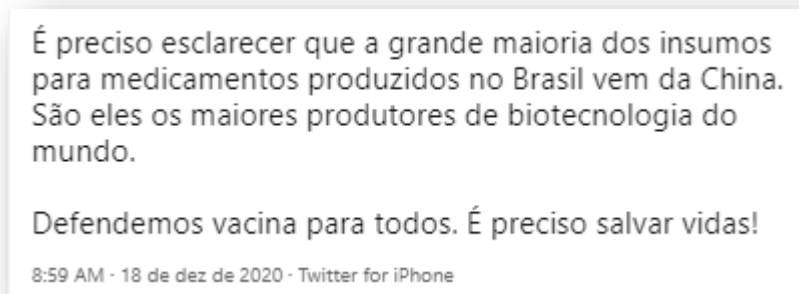 É preciso esclarecer que a grande maioria dos insumos
para medicamentos produzidos no Brasil vem da China.
São eles os maiores produtores de biotecnologia do
mundo.
Defendemos vacina para todos. É preciso salvar vidas!
8:59 AM · 18 de dez de 2020 · Twitter for iPhone